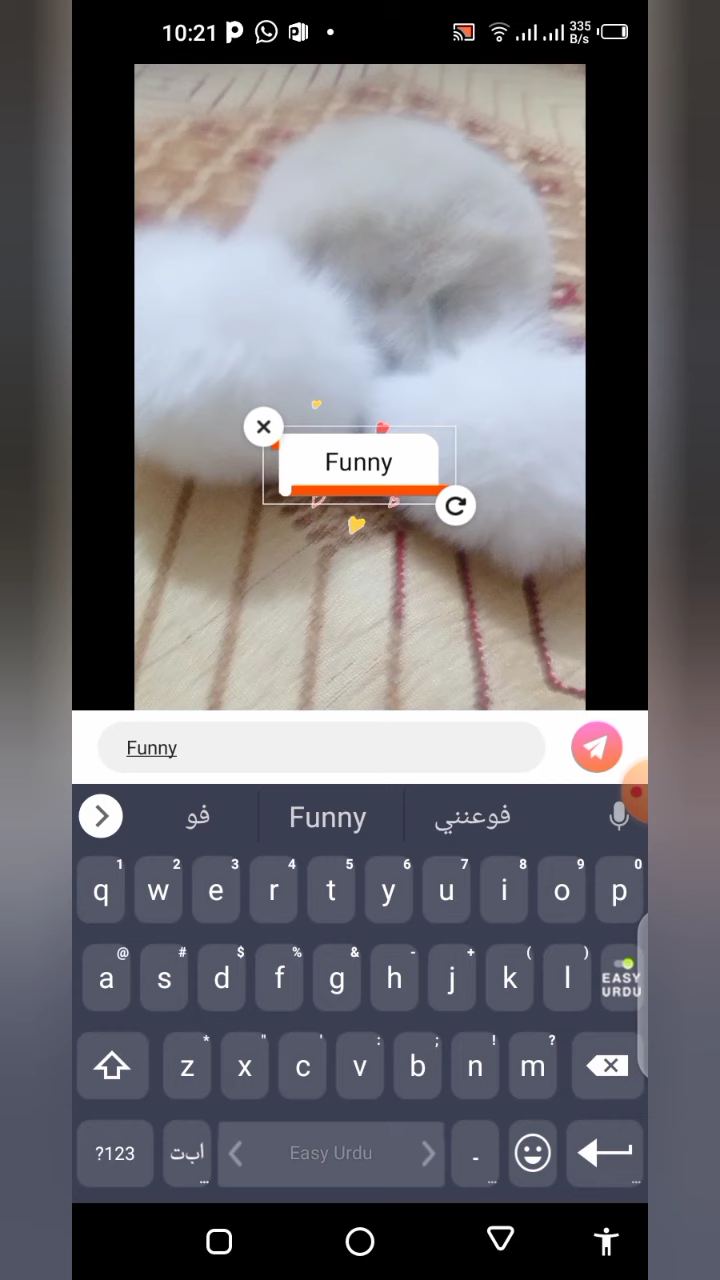 10:21
335
B/s
Funny
Funny
فو Funny فوعنني
1 2 3 4 5 6 7 8 9 0
q w e r t y u i o p
@ # $ % & - + ( )
a s d f g h j k l EASY URDU
* " ' : ; ! ?
z x c v b n m
?123 ابت Easy Urdu -